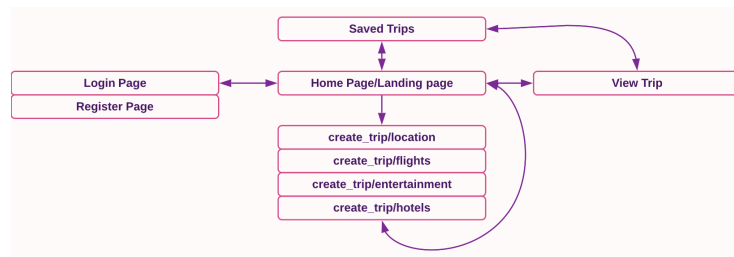 Saved Trips
Login Page
Home Page/Landing page
View Trip
Register Page
create_trip/location
create_trip/flights
create_trip/entertainment
create_trip/hotels